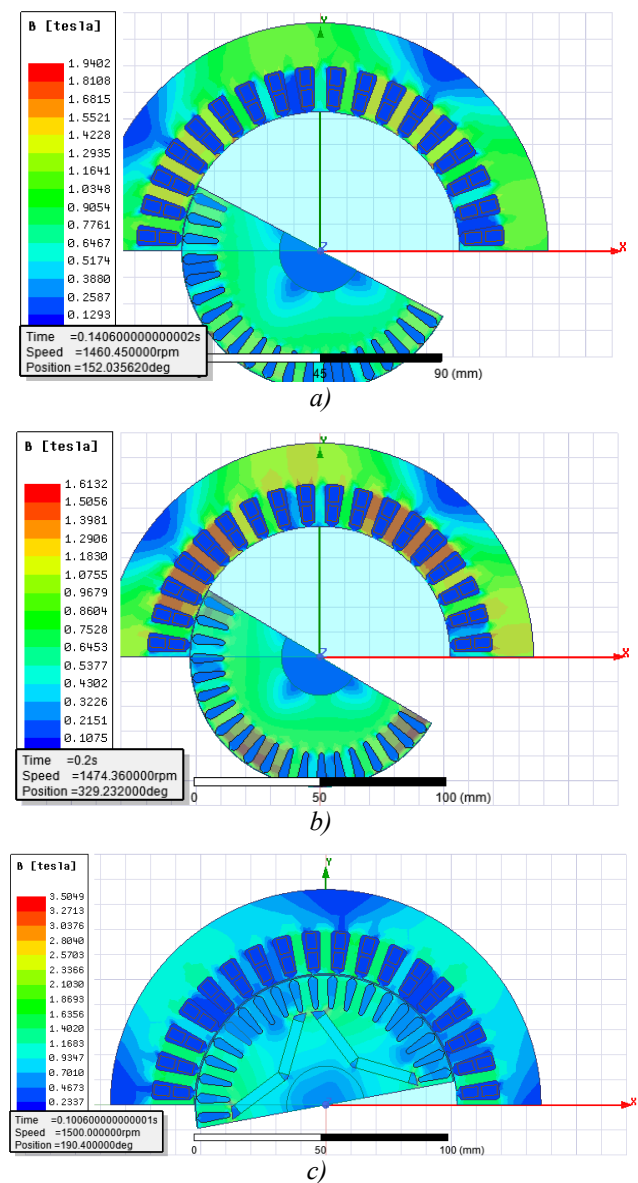 B [tesla]
1.9402
1.8108
1.6815
1.5521
1.4228
1.2935
1.1641
1.0348
0.9054
0.7761
0.6467
0.5174
0.3880
0.2587
0.1293
Y
Z
X
Time =0.140600000000002s
Speed =1460.450000rpm
Position =152.035620deg
45
90 (mm)
a)
B [tesla]
1.6132
1.5056
1.3981
1.2906
1.1830
1.0755
0.9679
0.8604
0.7528
0.6453
0.5377
0.4302
0.3226
0.2151
0.1075
Y
Z
X
Time =0.2s
Speed =1474.360000rpm
Position =329.232000deg
0
50
100 (mm)
b)
B [tesla]
3.5049
3.2713
3.0376
2.8040
2.5703
2.3366
2.1030
1.8693
1.6356
1.4020
1.1683
0.9347
0.7010
0.4673
0.2337
Y
X
Time =0.100600000000001s
Speed =1500.000000rpm
Position =190.400000deg
0
50
100 (mm)
c)